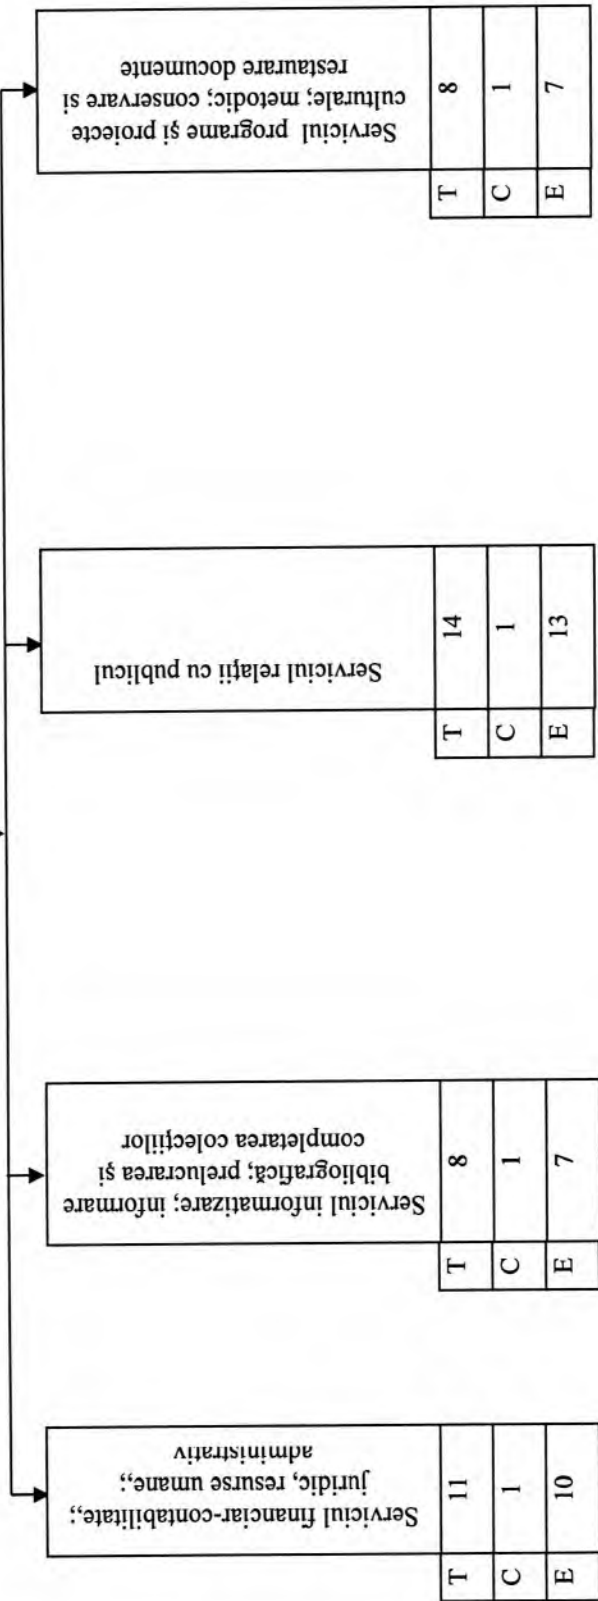 Serviciul financiar-contabilitate,;
juridic, resurse umane,;
administrativ
T 11
C 1
E 10
Serviciul informatizare; informare
bibliografică; prelucrarea şi
completarea colecţiilor
T 8
C 1
E 7
Serviciul relaţii cu publicul
T 14
C 1
E 13
Serviciul programe şi proiecte
culturale; metodic; conservare si
restaurare documente
T 8
C 1
E 7